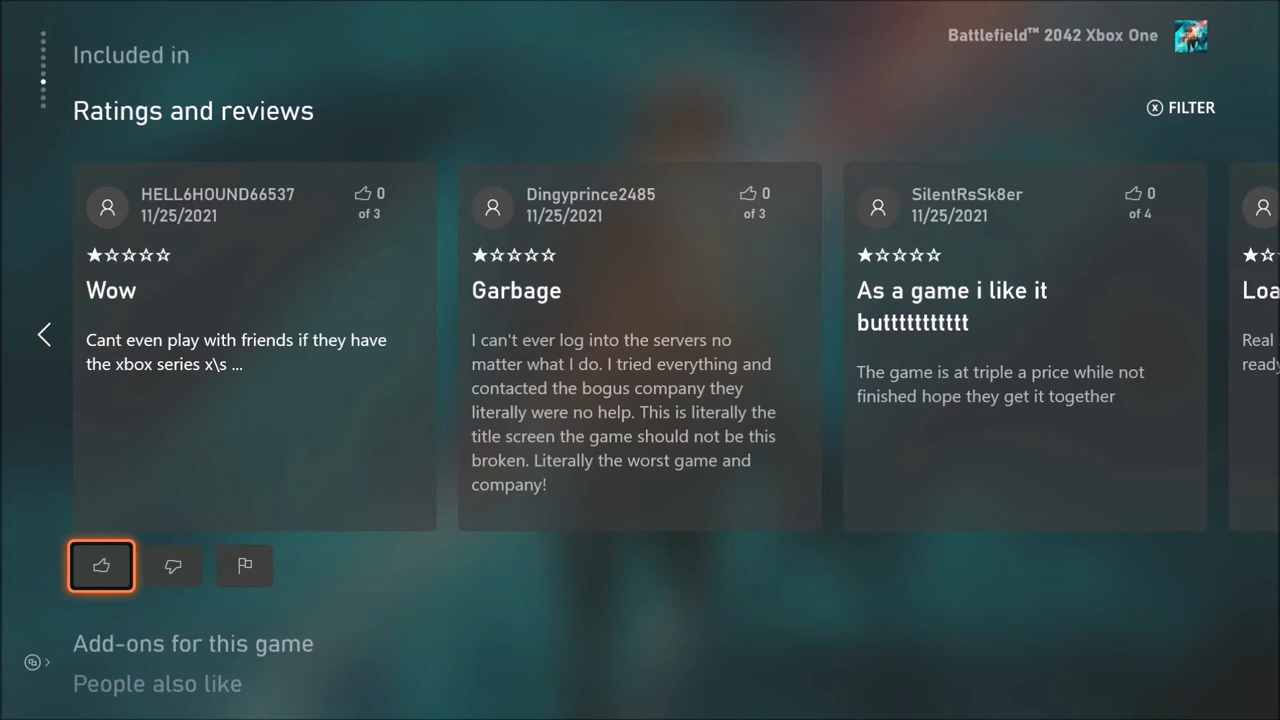 Included in
Battlefield™ 2042 Xbox One
Ratings and reviews
X FILTER
HELL6HOUND66537
11/25/2021
0
of 3
Wow
Cant even play with friends if they have
the xbox series x\s ...
Dingyprince2485
11/25/2021
0
of 3
Garbage
I can't ever log into the servers no
matter what I do. I tried everything and
contacted the bogus company they
literally were no help. This is literally the
title screen the game should not be this
broken. Literally the worst game and
company!
SilentRsSk8er
11/25/2021
0
of 4
As a game i like it
buttttttttttt
The game is at triple a price while not
finished hope they get it together
Loa
Real
ready
Add-ons for this game
People also like